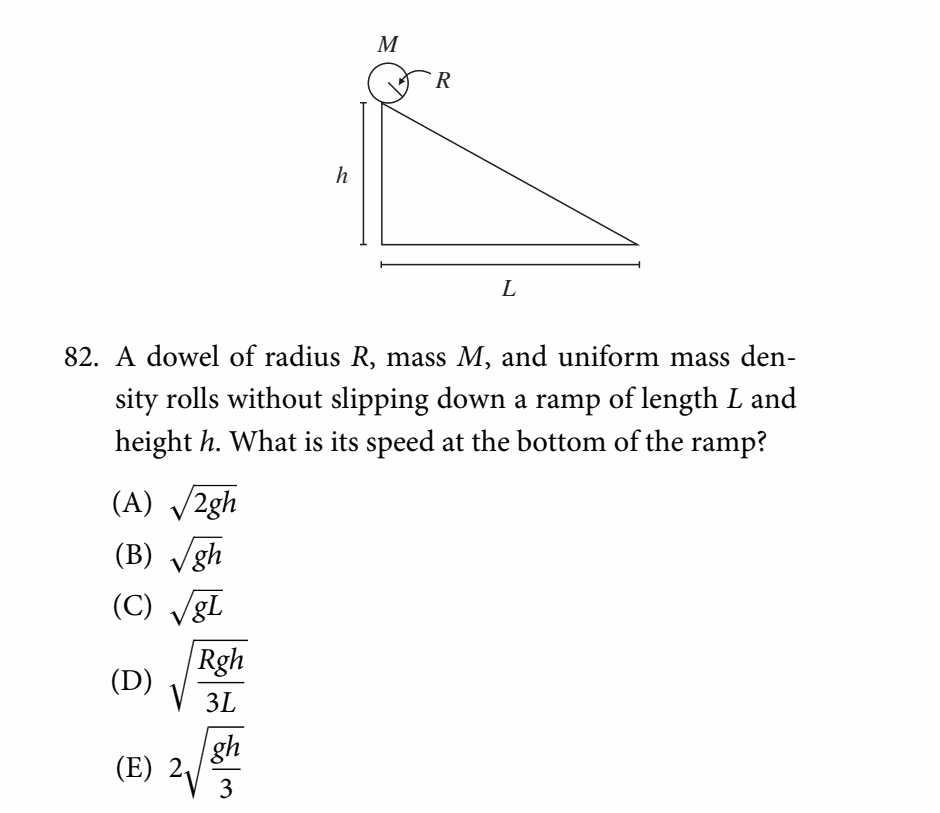 M
R
h
L
82. A dowel of radius R, mass M, and uniform mass den-
sity rolls without slipping down a ramp of length L and
height h. What is its speed at the bottom of the ramp?
(A) √2gh
(B) √gh
(C) √gL
(D) √Rgh/3L
(E) 2√gh/3